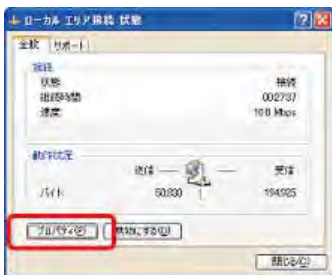 ローカル エリア接続 状態
全般 サポート
接続
状態 接続
接続時間 00:27:37
速度 10.0 Mbps
動作状況
送信 受信
バイト 50,830 194,925
プロパティ(P) 無効にする(D)
閉じる(C)